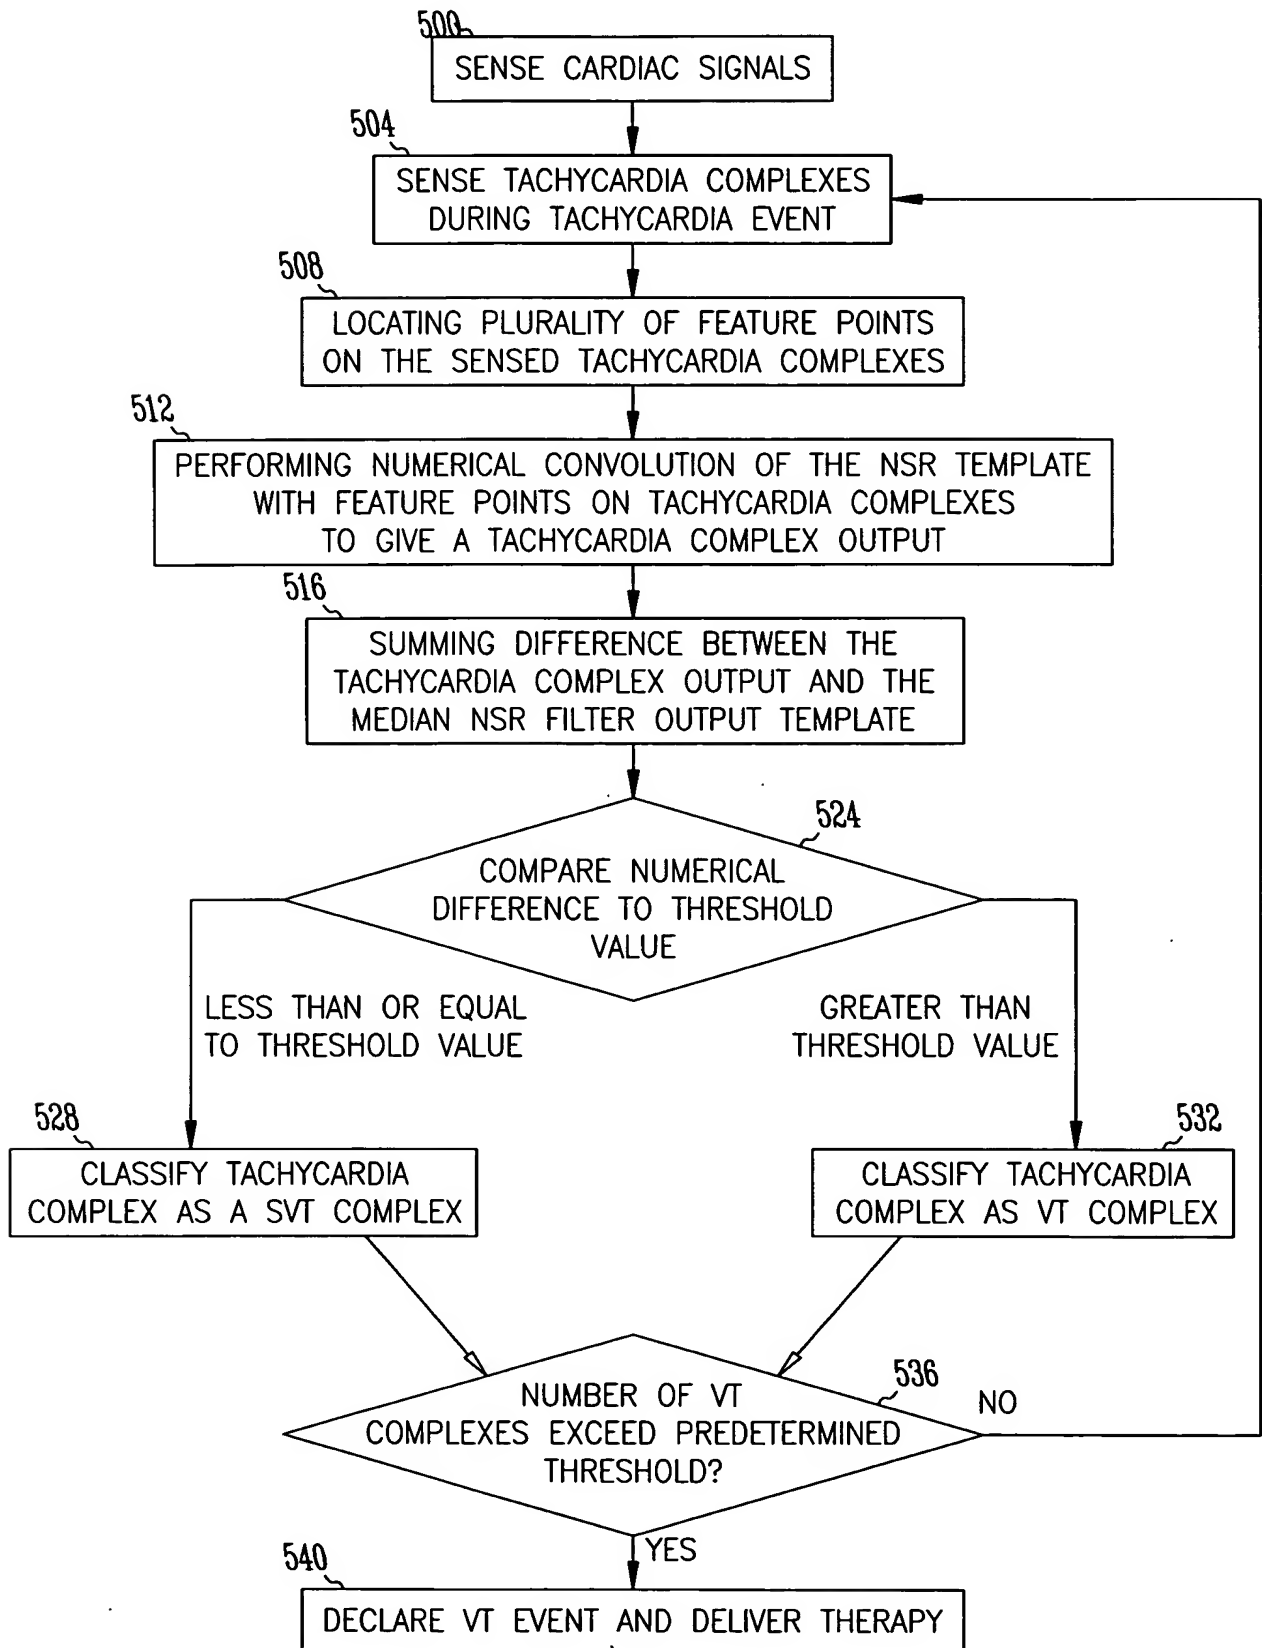 500
SENSE CARDIAC SIGNALS
504
SENSE TACHYCARDIA COMPLEXES
DURING TACHYCARDIA EVENT
508
LOCATING PLURALITY OF FEATURE POINTS
ON THE SENSED TACHYCARDIA COMPLEXES
512
PERFORMING NUMERICAL CONVOLUTION OF THE NSR TEMPLATE
WITH FEATURE POINTS ON TACHYCARDIA COMPLEXES
TO GIVE A TACHYCARDIA COMPLEX OUTPUT
516
SUMMING DIFFERENCE BETWEEN THE
TACHYCARDIA COMPLEX OUTPUT AND THE
MEDIAN NSR FILTER OUTPUT TEMPLATE
524
COMPARE NUMERICAL
DIFFERENCE TO THRESHOLD
VALUE
LESS THAN OR EQUAL
TO THRESHOLD VALUE
GREATER THAN
THRESHOLD VALUE
528
CLASSIFY TACHYCARDIA
COMPLEX AS A SVT COMPLEX
532
CLASSIFY TACHYCARDIA
COMPLEX AS VT COMPLEX
536
NUMBER OF VT
COMPLEXES EXCEED PREDETERMINED
THRESHOLD?
NO
YES
540
DECLARE VT EVENT AND DELIVER THERAPY